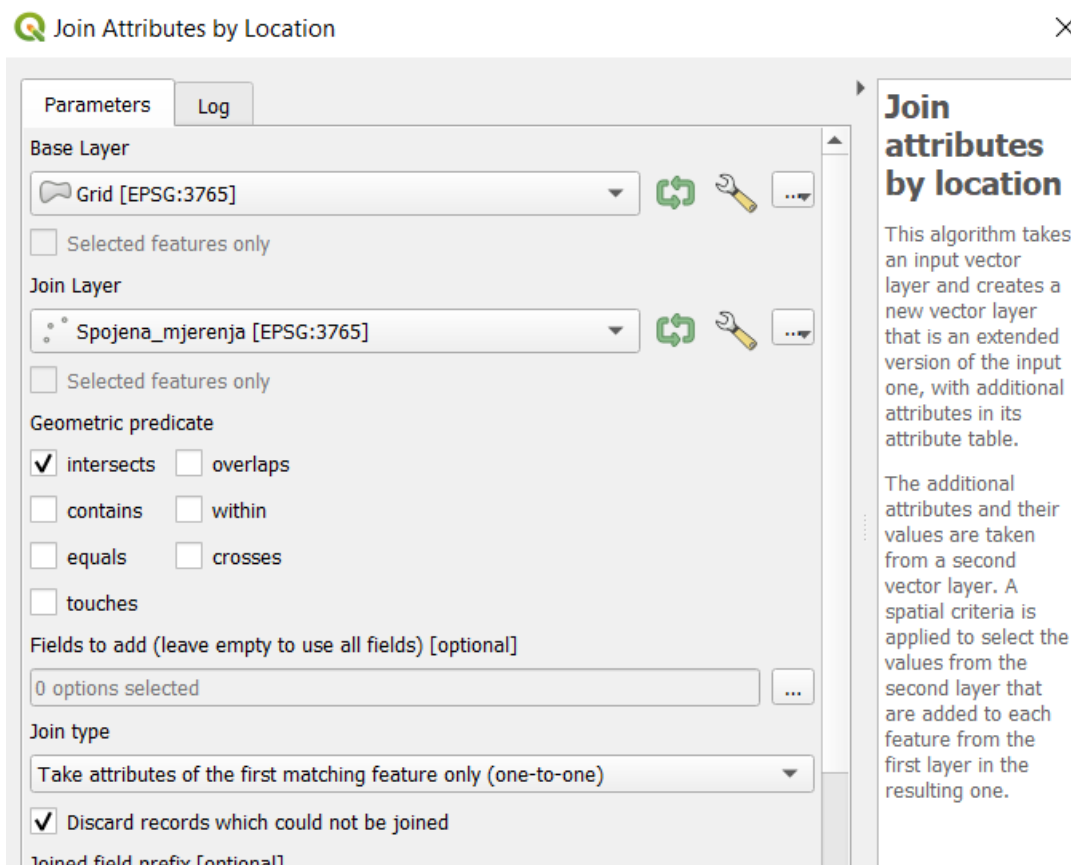 Join Attributes by Location
Parameters
Log
Base Layer
Grid [EPSG:3765]
...
Selected features only
Join Layer
Spojena_mjerenja [EPSG:3765]
...
Selected features only
Geometric predicate
intersects
overlaps
contains
within
equals
crosses
touches
Fields to add (leave empty to use all fields) [optional]
0 options selected
...
Join type
Take attributes of the first matching feature only (one-to-one)
Discard records which could not be joined
Joined field prefix [optional]
Join
attributes
by location
This algorithm takes
an input vector
layer and creates a
new vector layer
that is an extended
version of the input
one, with additional
attributes in its
attribute table.
The additional
attributes and their
values are taken
from a second
vector layer. A
spatial criteria is
applied to select the
values from the
second layer that
are added to each
feature from the
first layer in the
resulting one.